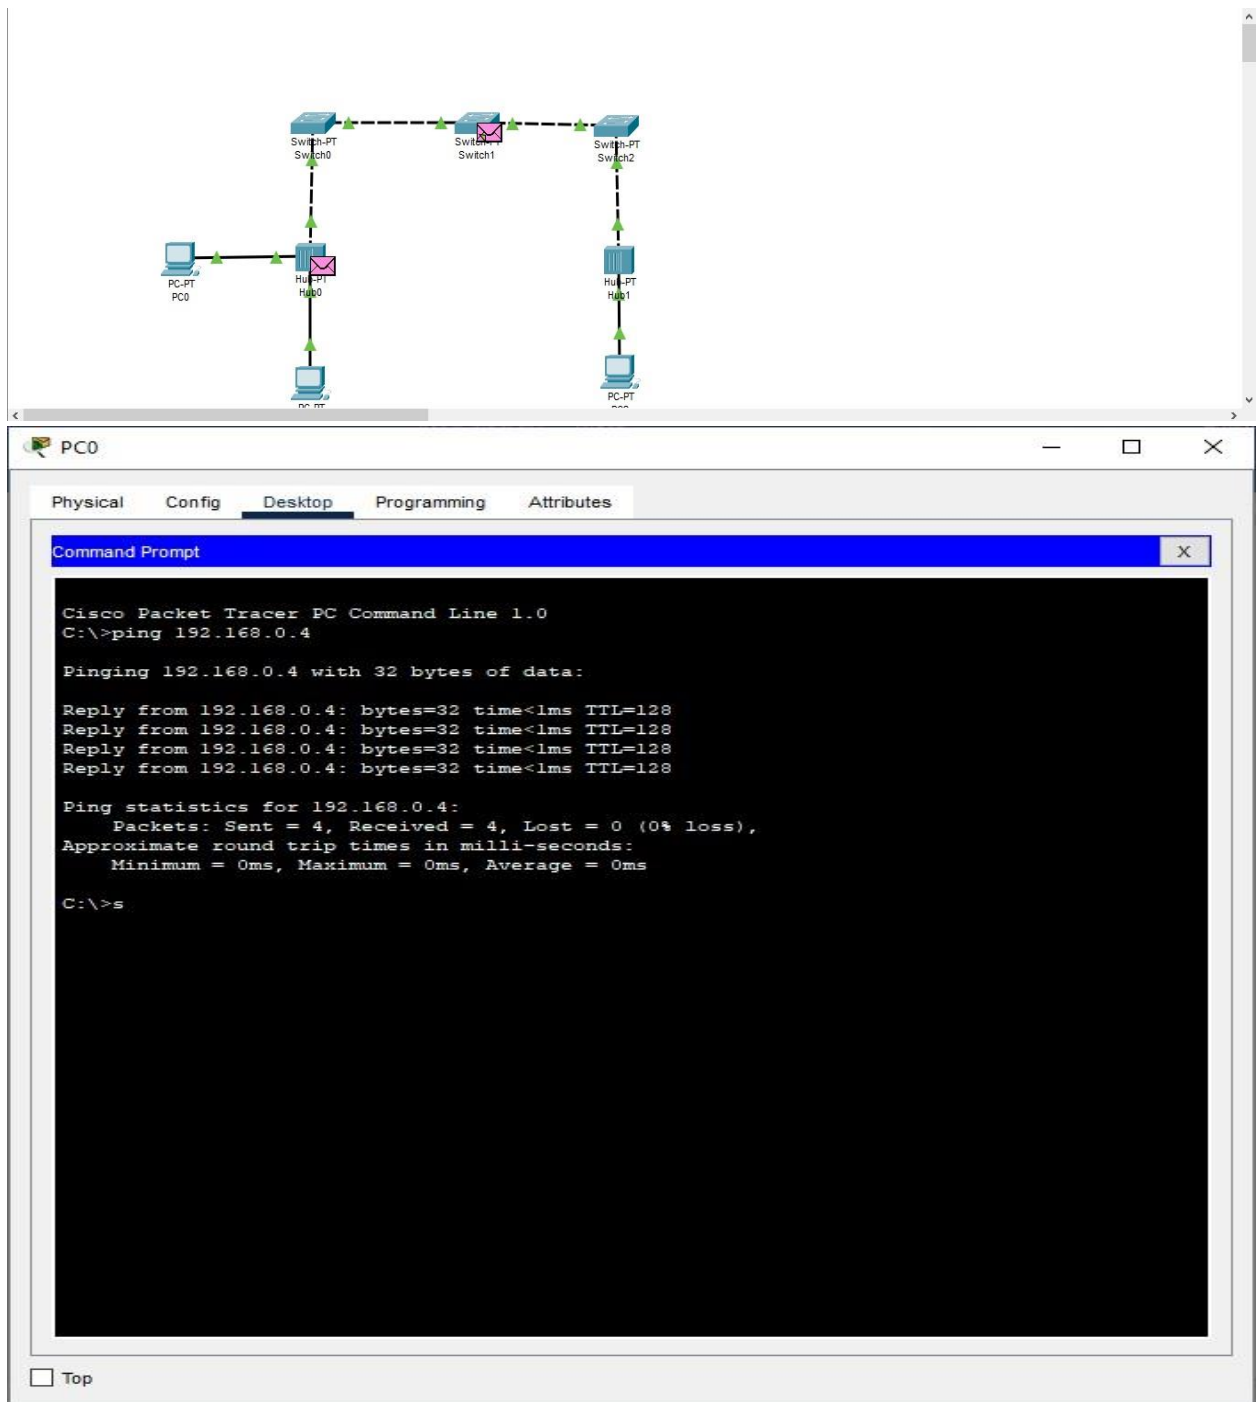 Switch-PT
Switch0
Switch1
Switch-PT
Switch2
PC-PT
PC0
Hub-PT
Hub0
Hub-PT
Hub1
PC-PT
PC0
Physical Config Desktop Programming Attributes
Command Prompt X
Cisco Packet Tracer PC Command Line 1.0
C:\>ping 192.168.0.4
Pinging 192.168.0.4 with 32 bytes of data:
Reply from 192.168.0.4: bytes=32 time<1ms TTL=128
Reply from 192.168.0.4: bytes=32 time<1ms TTL=128
Reply from 192.168.0.4: bytes=32 time<1ms TTL=128
Reply from 192.168.0.4: bytes=32 time<1ms TTL=128
Ping statistics for 192.168.0.4:
Packets: Sent = 4, Received = 4, Lost = 0 (0% loss),
Approximate round trip times in milli-seconds:
Minimum = 0ms, Maximum = 0ms, Average = 0ms
C:\>s
Top